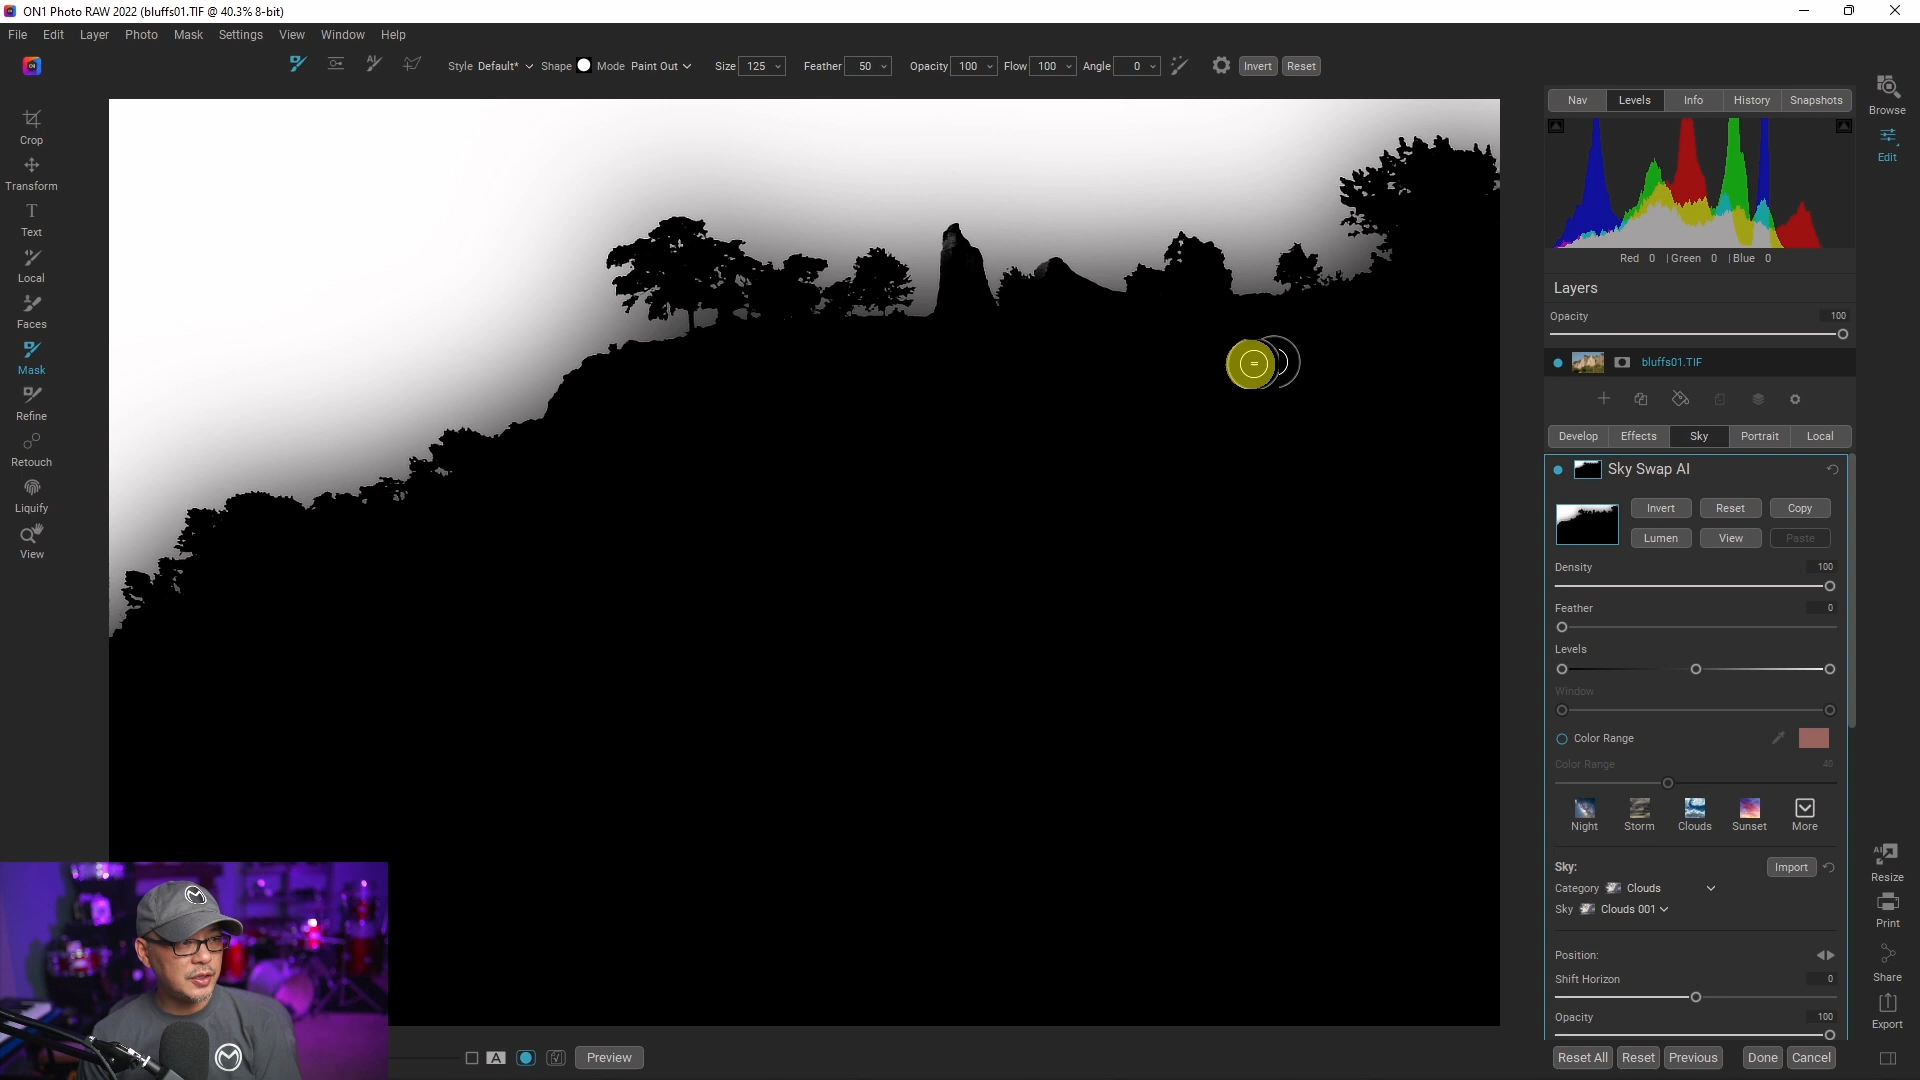 ON1 Photo RAW 2022 (bluffs01.TIF @ 40.3% 8-bit)
File Edit Layer Photo Mask Settings View Window Help
Style Default* Shape Mode Paint Out Size 125 Feather 50 Opacity 100 Flow 100 Angle 0 Invert Reset
Crop
Transform
Text
Local
Faces
Mask
Refine
Retouch
Liquify
View
Nav Levels Info History Snapshots
Red 0 | Green 0 | Blue 0
Layers
Opacity 100
bluffs01.TIF
Develop Effects Sky Portrait Local
Sky Swap AI
Invert Reset Copy
Lumen View Paste
Density 100
Feather 0
Levels
Window
Color Range
Color Range 40
Night Storm Clouds Sunset More
Sky: Import
Category Clouds
Sky Clouds 001
Position:
Shift Horizon 0
Opacity 100
Reset All Reset Previous Done Cancel
Browse
Edit
AI
Resize
Print
Share
Export
A Preview